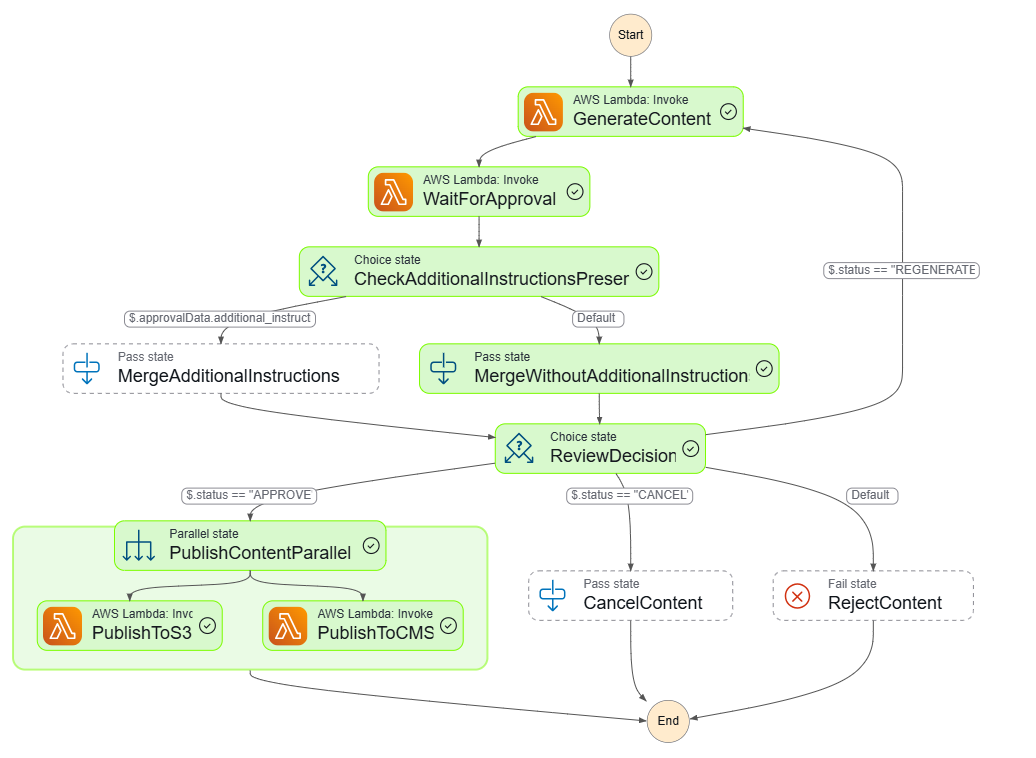 Start
AWS Lambda: Invoke
GenerateContent
AWS Lambda: Invoke
WaitForApproval
$.status == "REGENERATE
Choice state
CheckAdditionalInstructionsPreser
$.approvalData.additional_instruct
Default
Pass state
MergeAdditionalInstructions
Pass state
MergeWithoutAdditionalInstruction
Choice state
ReviewDecision
$.status == "APPROVE
$.status == "CANCEL'
Default
Parallel state
PublishContentParallel
Pass state
CancelContent
Fail state
RejectContent
AWS Lambda: Invc
PublishToS3
AWS Lambda: Invoke
PublishToCMS
End